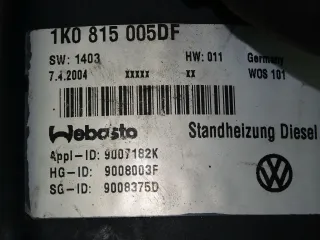 1K0 815 005DF
SW: 1403 HW: 011 Germany
7.4.2004 xxxxx xx WOS 101
Webasto Standheizung Diesel
Appl-ID: 9007182K
HG-ID: 9008003F
SG-ID: 9008375D